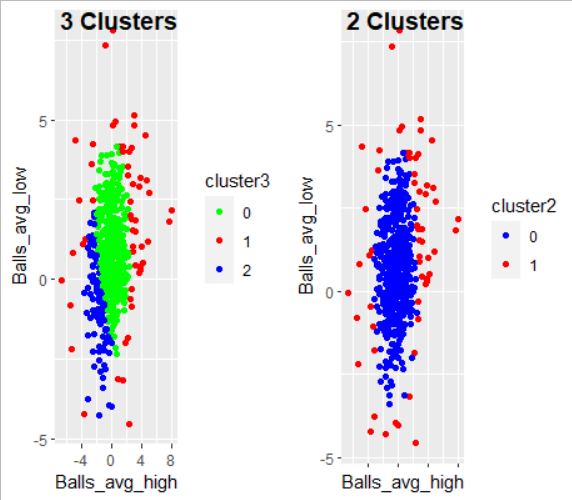 3 Clusters
5
0
-5
Balls_avg_low
-4 0 4 8
Balls_avg_high
cluster3
0
1
2
2 Clusters
5
0
-5
Balls_avg_low
Balls_avg_high
cluster2
0
1